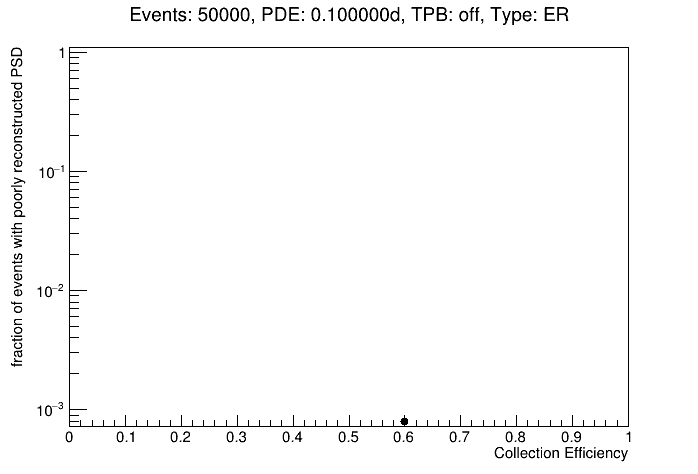 Events: 50000, PDE: 0.100000d, TPB: off, Type: ER
fraction of events with poorly reconstructed PSD
1
10⁻¹
10⁻²
10⁻³
0 0.1 0.2 0.3 0.4 0.5 0.6 0.7 0.8 0.9 1
Collection Efficiency